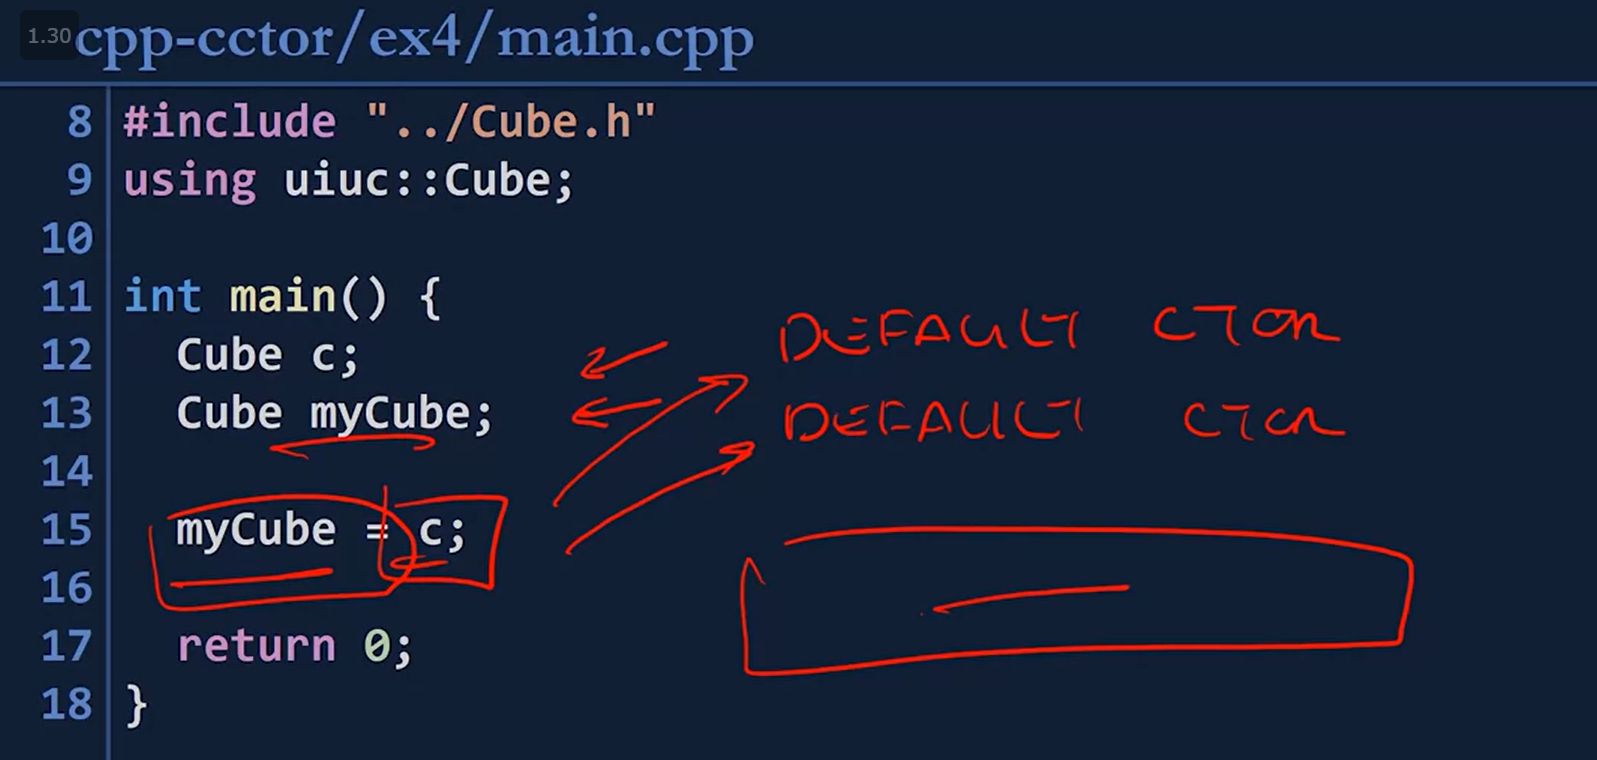 1.30
cpp-cctor/ex4/main.cpp
8 #include "../Cube.h"
9 using uiuc::Cube;
10
11 int main() {
12 Cube c;
DEFAULT CTOR
13 Cube myCube;
DEFAULT CTOR
14
15 myCube = c;
16
17 return 0;
18 }